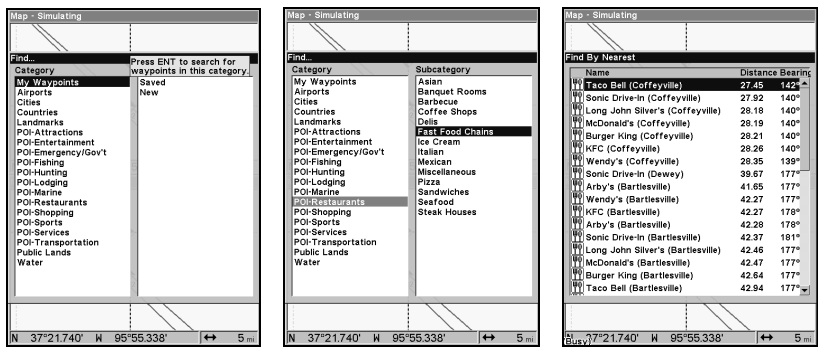 Map - Simulating
Find...
Press ENT to search for
waypoints in this category.
Category
My Waypoints
Airports
Cities
Countries
Landmarks
POI-Attractions
POI-Entertainment
POI-Emergency/Gov't
POI-Fishing
POI-Hunting
POI-Lodging
POI-Marine
POI-Restaurants
POI-Shopping
POI-Sports
POI-Services
POI-Transportation
Public Lands
Water
Saved
New
N 37°21.740' W 95°55.338' ↔ 5 mi
Map - Simulating
Find...
Category
My Waypoints
Airports
Cities
Countries
Landmarks
POI-Attractions
POI-Entertainment
POI-Emergency/Gov't
POI-Fishing
POI-Hunting
POI-Lodging
POI-Marine
POI-Restaurants
POI-Shopping
POI-Sports
POI-Services
POI-Transportation
Public Lands
Water
Subcategory
Asian
Banquet Rooms
Barbecue
Coffee Shops
Delis
Fast Food Chains
Ice Cream
Italian
Mexican
Miscellaneous
Pizza
Sandwiches
Seafood
Steak Houses
N 37°21.740' W 95°55.338' ↔ 5 mi
Map - Simulating
Find By Nearest
Name Distance Bearing
Taco Bell (Coffeyville) 27.45 142°
Sonic Drive-In (Coffeyville) 27.92 140°
Long John Silver's (Coffeyville) 28.18 140°
McDonald's (Coffeyville) 28.19 140°
Burger King (Coffeyville) 28.21 140°
KFC (Coffeyville) 28.26 140°
Wendy's (Coffeyville) 28.35 139°
Sonic Drive-In (Dewey) 39.67 177°
Arby's (Bartlesville) 41.65 177°
Wendy's (Bartlesville) 42.27 177°
KFC (Bartlesville) 42.27 178°
Arby's (Bartlesville) 42.28 178°
Sonic Drive-In (Bartlesville) 42.37 181°
Long John Silver's (Bartlesville) 42.46 177°
McDonald's (Bartlesville) 42.47 177°
Burger King (Bartlesville) 42.64 177°
Taco Bell (Bartlesville) 42.94 177°
(Busy) 37°21.740' W 95°55.338' ↔ 5 mi